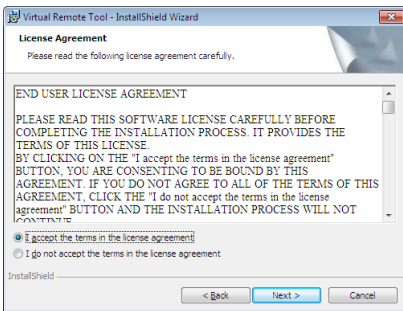 Virtual Remote Tool - InstallShield Wizard
License Agreement
Please read the following license agreement carefully.
END USER LICENSE AGREEMENT
PLEASE READ THIS SOFTWARE LICENSE CAREFULLY BEFORE
COMPLETING THE INSTALLATION PROCESS. IT PROVIDES THE
TERMS OF THIS LICENSE.
BY CLICKING ON THE "I accept the terms in the license agreement"
BUTTON, YOU ARE CONSENTING TO BE BOUND BY THIS
AGREEMENT. IF YOU DO NOT AGREE TO ALL OF THE TERMS OF THIS
AGREEMENT, CLICK THE "I do not accept the terms in the license
agreement" BUTTON AND THE INSTALLATION PROCESS WILL NOT
CONTINUE
I accept the terms in the license agreement
I do not accept the terms in the license agreement
InstallShield
< Back Next > Cancel